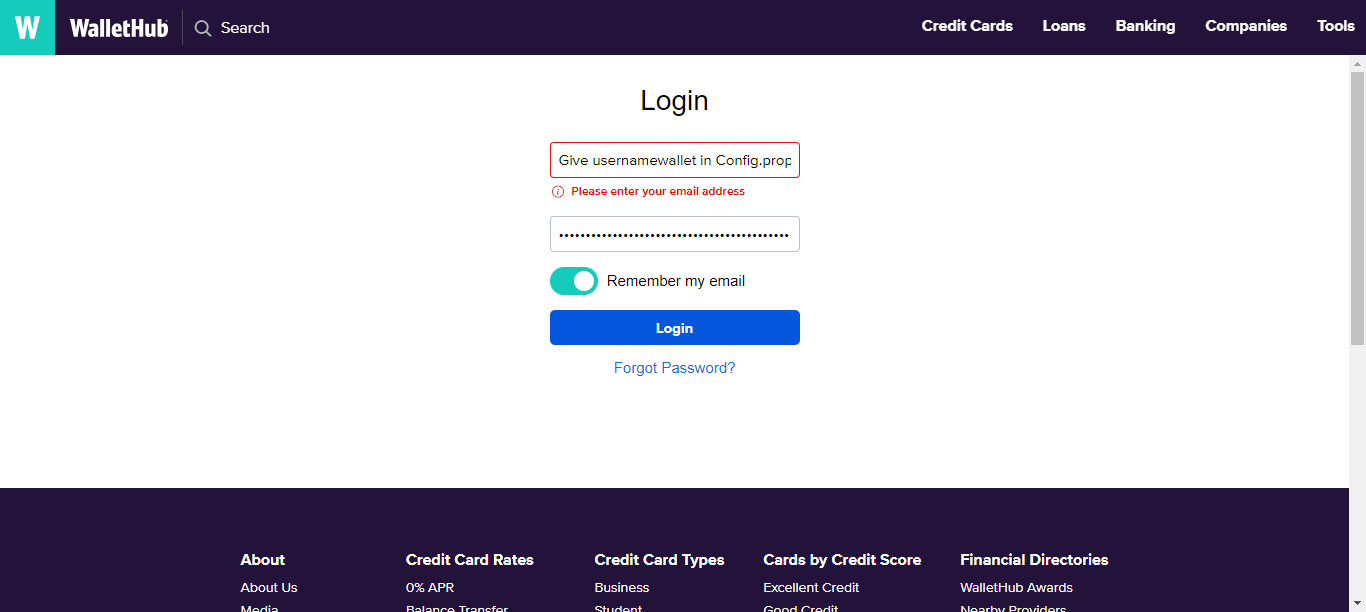 W WalletHub Search Credit Cards Loans Banking Companies Tools
Login
Give usernamewallet in Config.prop
Please enter your email address
Remember my email
Login
Forgot Password?
About Credit Card Rates Credit Card Types Cards by Credit Score Financial Directories
About Us 0% APR Business Excellent Credit WalletHub Awards
Media Balance Transfer Student Good Credit Nearby Providers